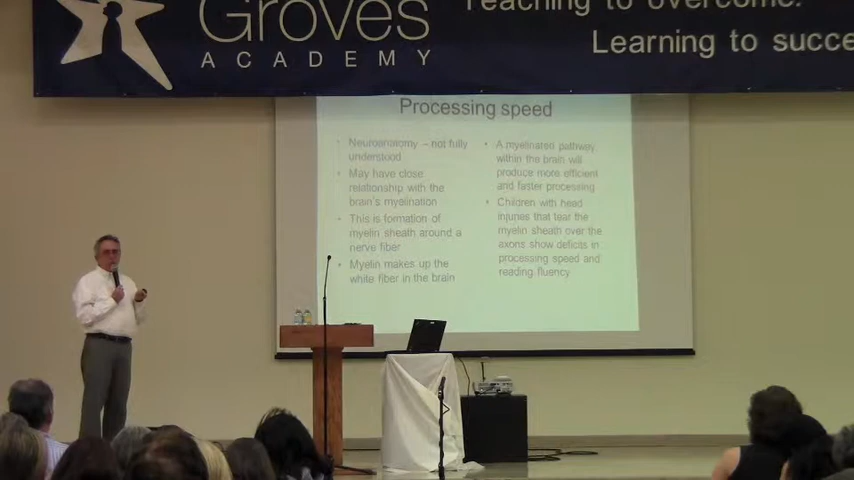 Groves
ACADEMY
Teaching to overcome.
Learning to succee
Processing speed
• Neuroanatomy – not fully
understood
• May have close
relationship with the
brain's myelination
• This is formation of
myelin sheath around a
nerve fiber
• Myelin makes up the
white fiber in the brain
• A myelinated pathway
within the brain will
produce more efficient
and faster processing
• Children with head
injuries that tear the
myelin sheath over the
axons show deficits in
processing speed and
reading fluency